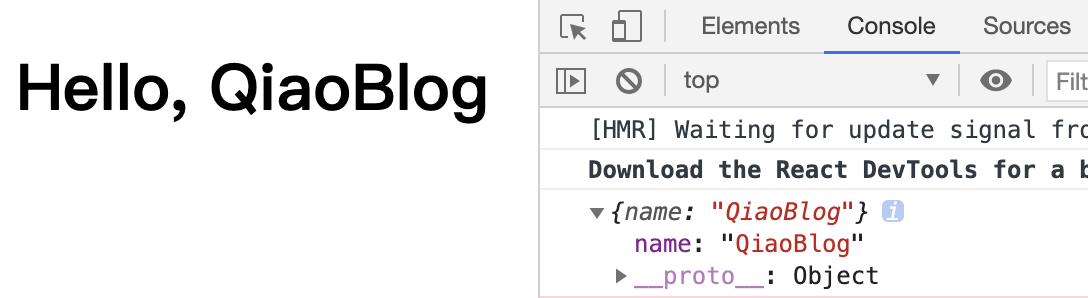 Hello, QiaoBlog
Elements Console Sources
top Filt
[HMR] Waiting for update signal fro
Download the React DevTools for a b
{name: "QiaoBlog"} i
name: "QiaoBlog"
__proto__: Object